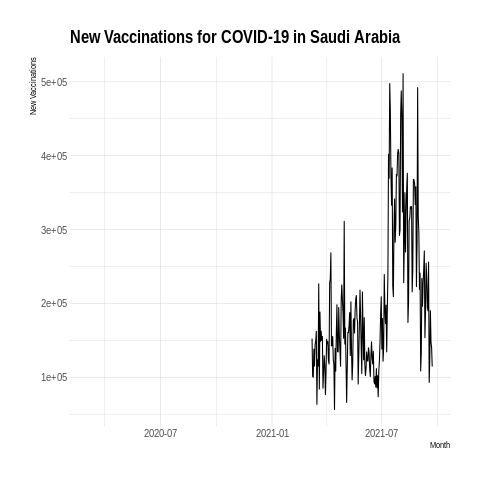 New Vaccinations for COVID-19 in Saudi Arabia
New Vaccinations
5e+05
4e+05
3e+05
2e+05
1e+05
2020-07
2021-01
2021-07
Month